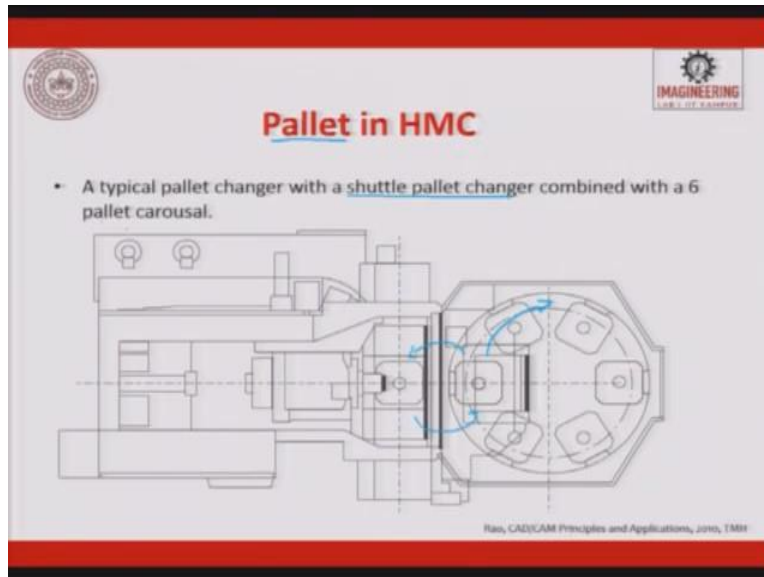 IMAGINEERING
Pallet in HMC
• A typical pallet changer with a shuttle pallet changer combined with a 6
pallet carousal.
Rao, CAD/CAM Principles and Applications, 2010, TMH